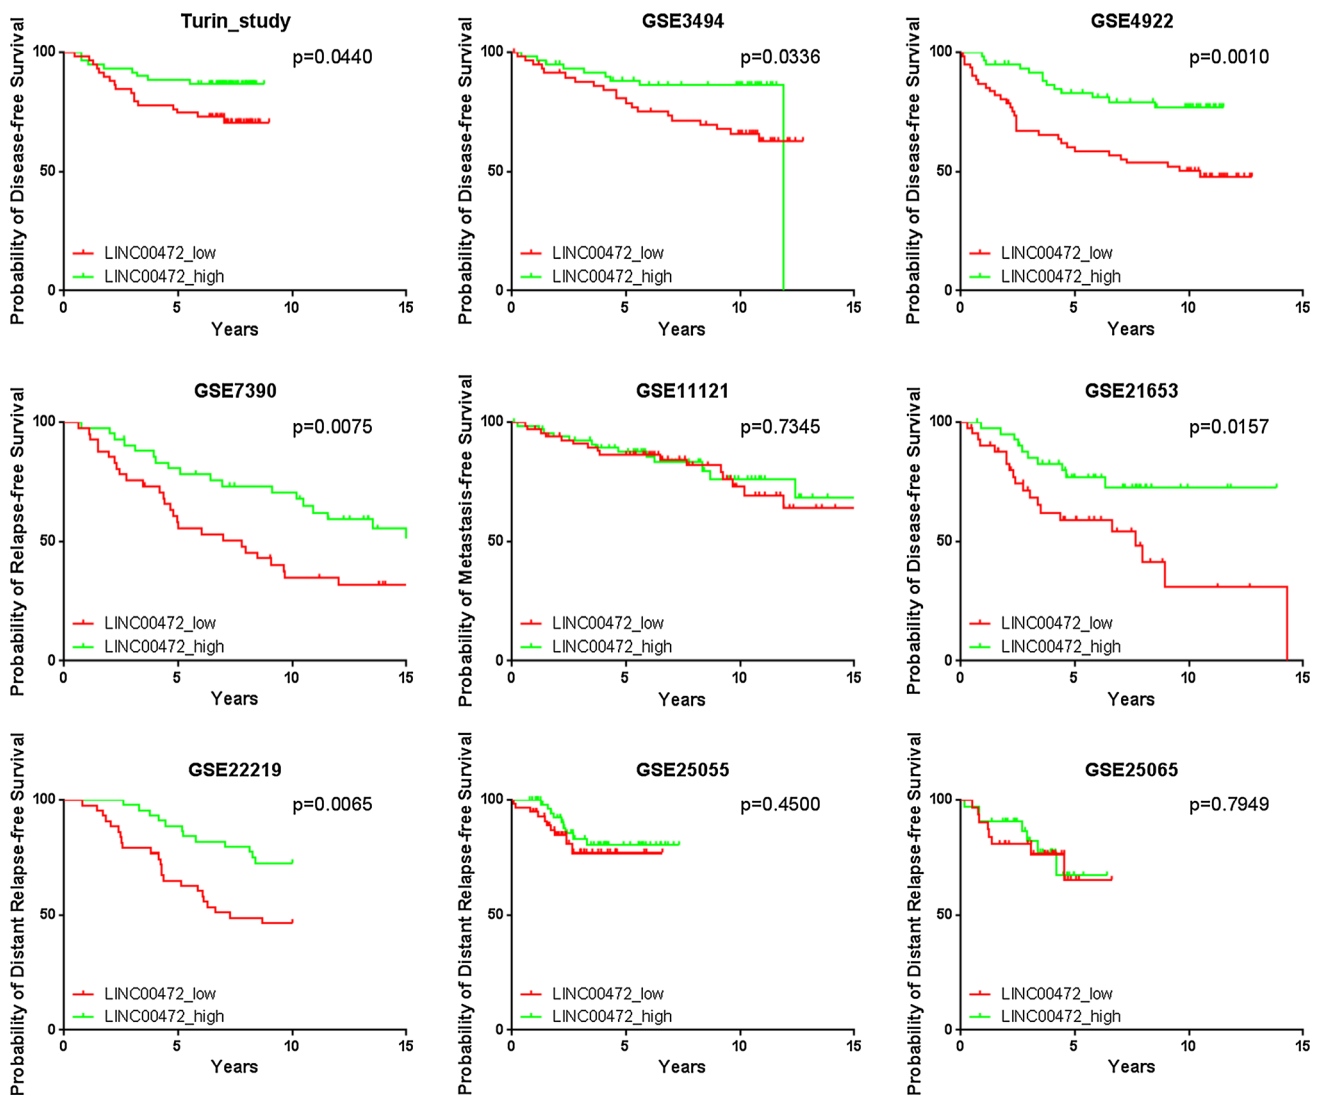 Turin_study
Probability of Disease-free Survival
100
50
0
p=0.0440
LINC00472_low
LINC00472_high
0 5 10 15
Years
GSE3494
Probability of Disease-free Survival
100
50
0
p=0.0336
LINC00472_low
LINC00472_high
0 5 10 15
Years
GSE4922
Probability of Disease-free Survival
100
50
0
p=0.0010
LINC00472_low
LINC00472_high
0 5 10 15
Years
GSE7390
Probability of Relapse-free Survival
100
50
0
p=0.0075
LINC00472_low
LINC00472_high
0 5 10 15
Years
GSE11121
Probability of Metastasis-free Survival
100
50
0
p=0.7345
LINC00472_low
LINC00472_high
0 5 10 15
Years
GSE21653
Probability of Disease-free Survival
100
50
0
p=0.0157
LINC00472_low
LINC00472_high
0 5 10 15
Years
GSE22219
Probability of Distant Relapse-free Survival
100
50
0
p=0.0065
LINC00472_low
LINC00472_high
0 5 10 15
Years
GSE25055
Probability of Distant Relapse-free Survival
100
50
0
p=0.4500
LINC00472_low
LINC00472_high
0 5 10 15
Years
GSE25065
Probability of Distant Relapse-free Survival
100
50
0
p=0.7949
LINC00472_low
LINC00472_high
0 5 10 15
Years